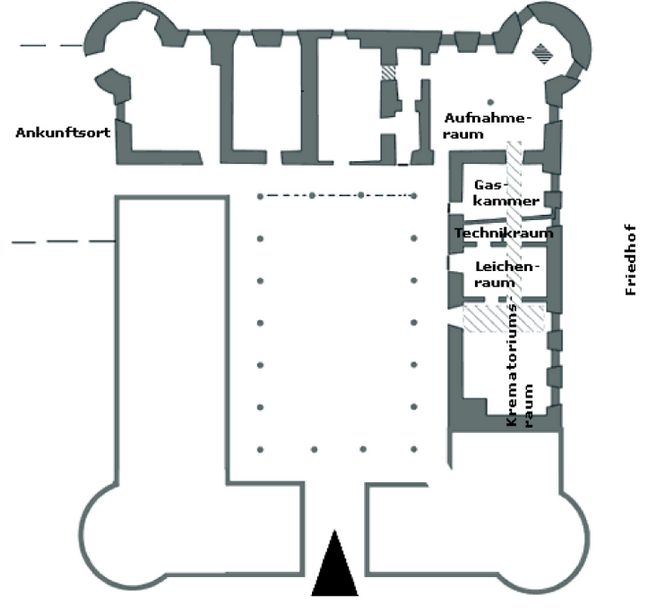 Ankunftsort
Aufnahme-
raum
Gas-
kammer
Technikraum
Leichen-
raum
Krematoriums-
raum
Friedhof